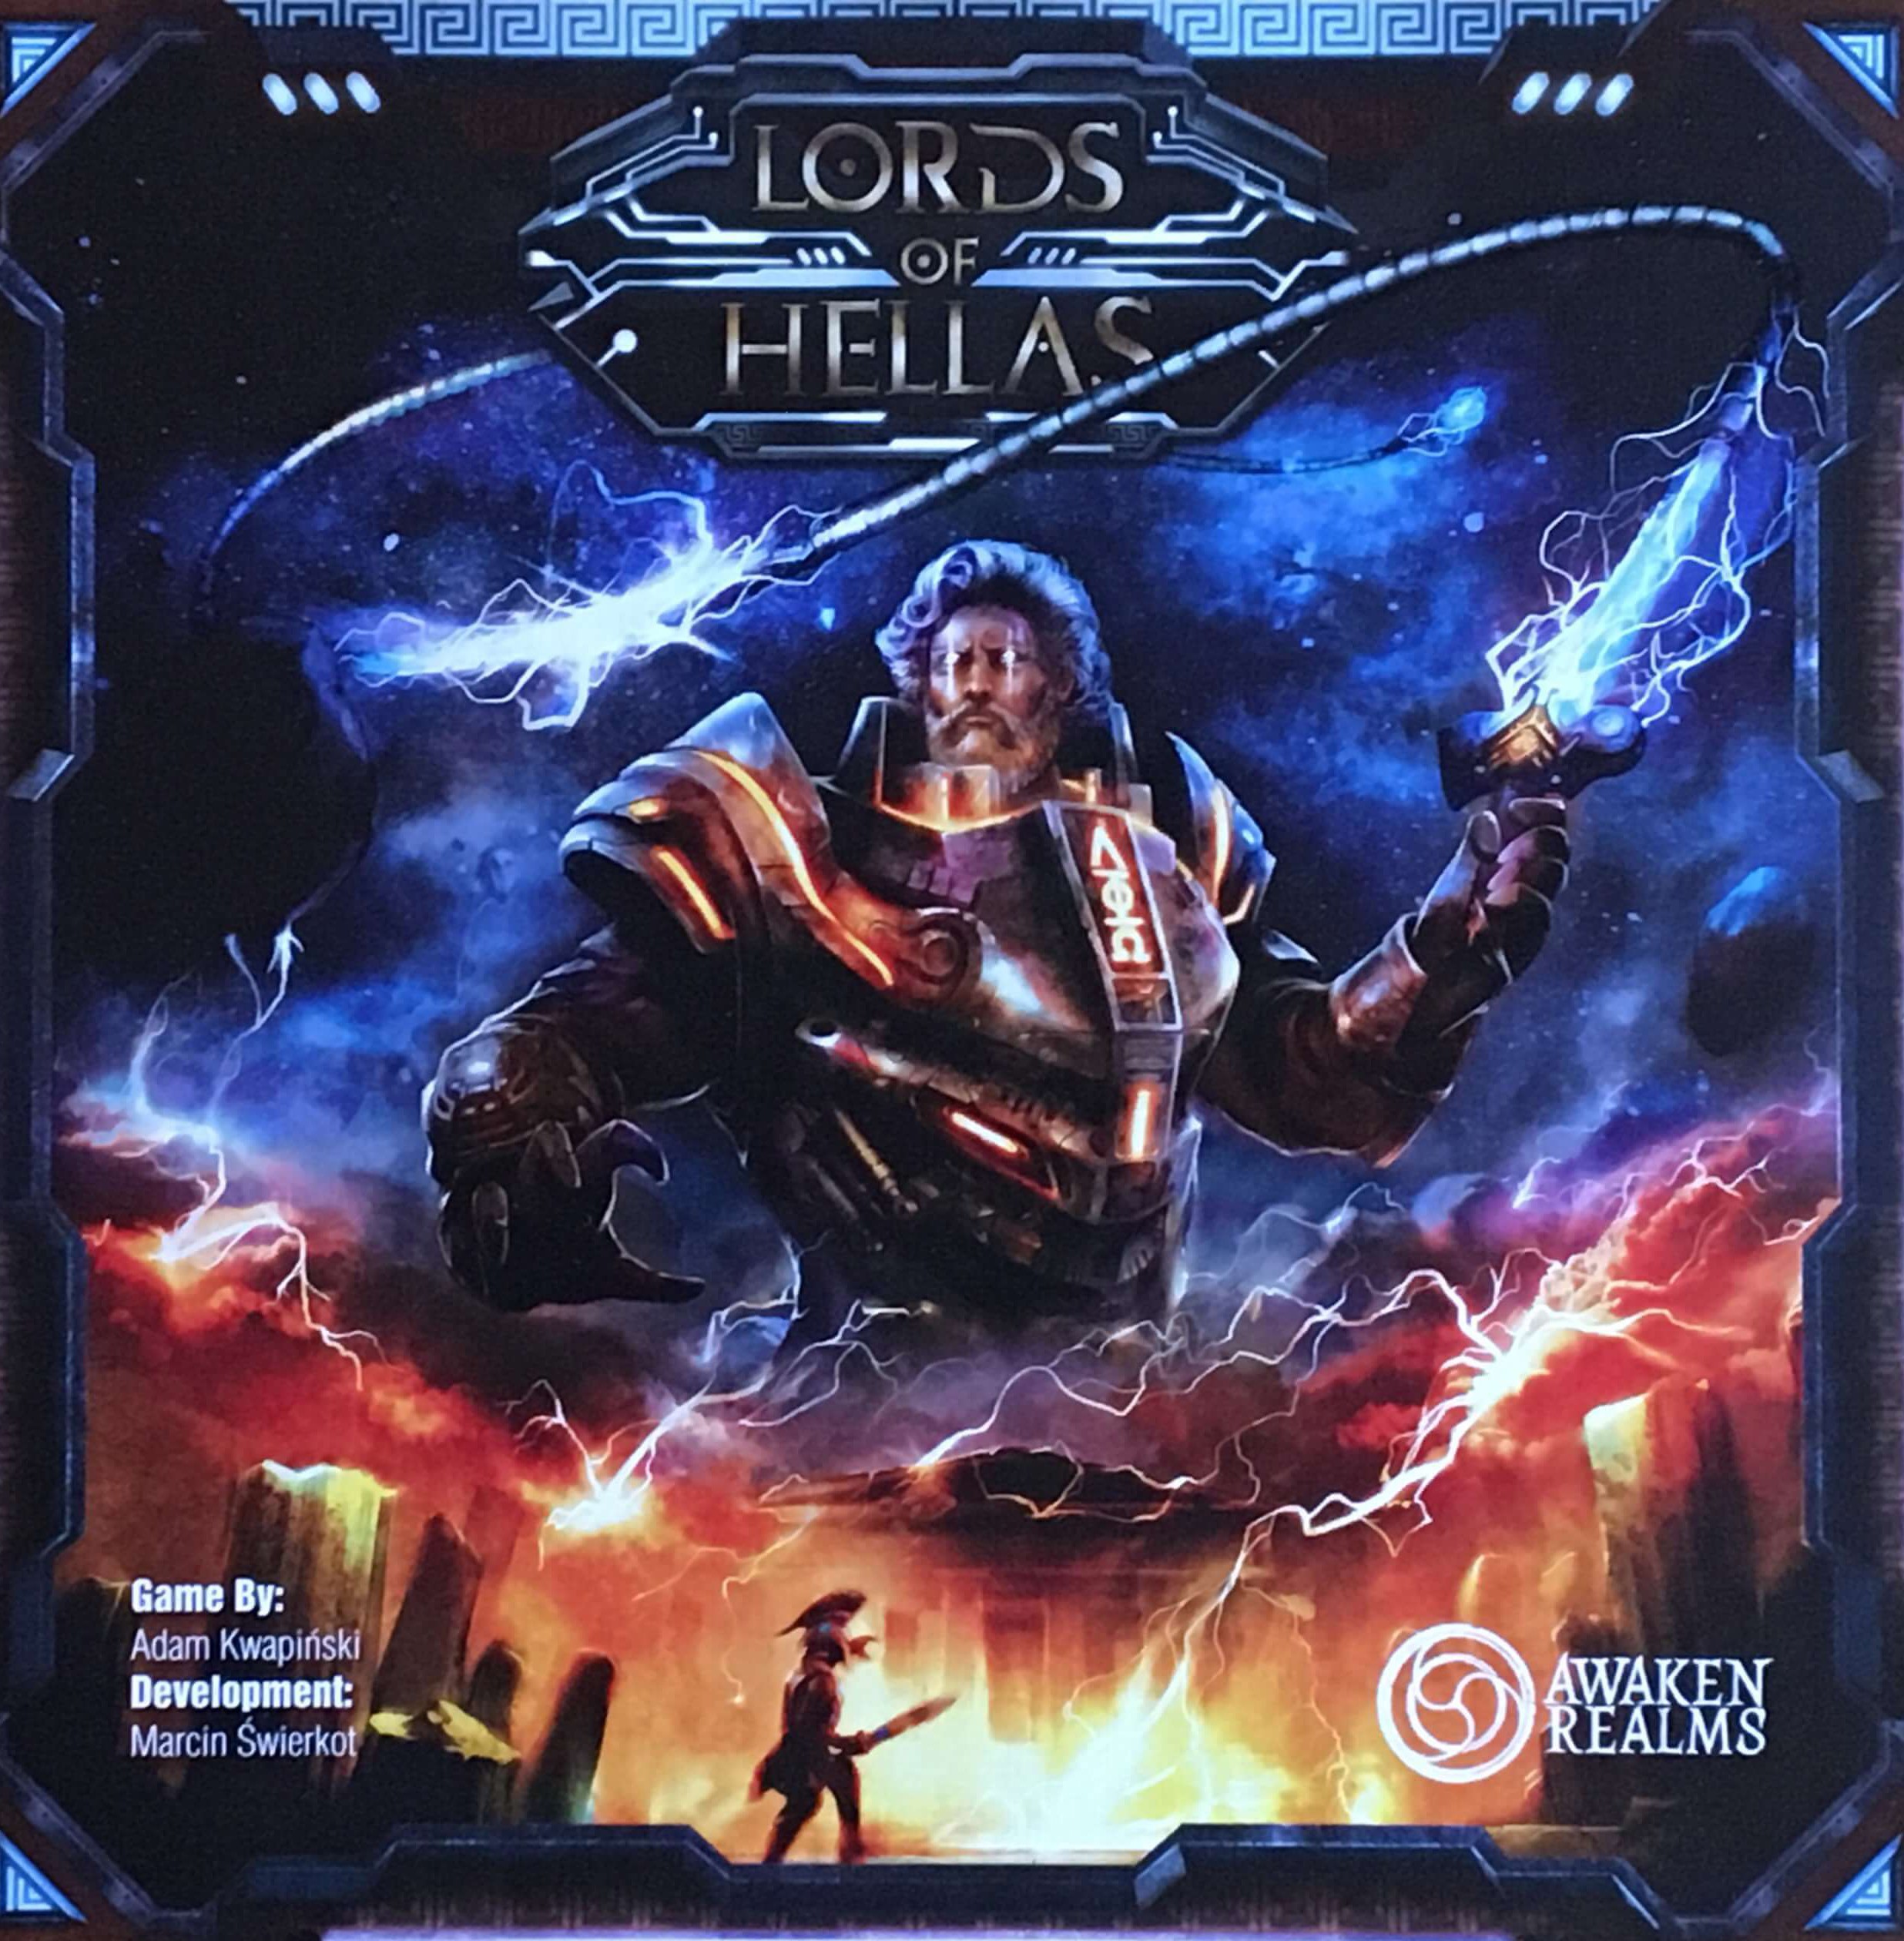 LORDS
OF
HELLAS
Game By:
Adam Kwapiński
Development:
Marcin Świerkot
AWAKEN
REALMS